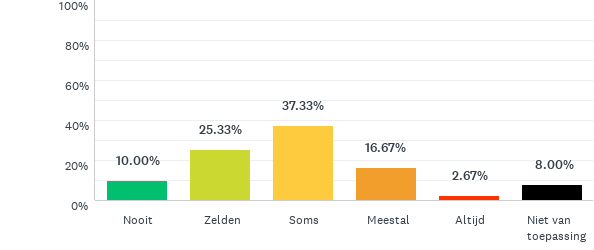 100%
80%
60%
40%
20%
0%
10.00%
25.33%
37.33%
16.67%
2.67%
8.00%
Nooit
Zelden
Soms
Meestal
Altijd
Niet van
toepassing